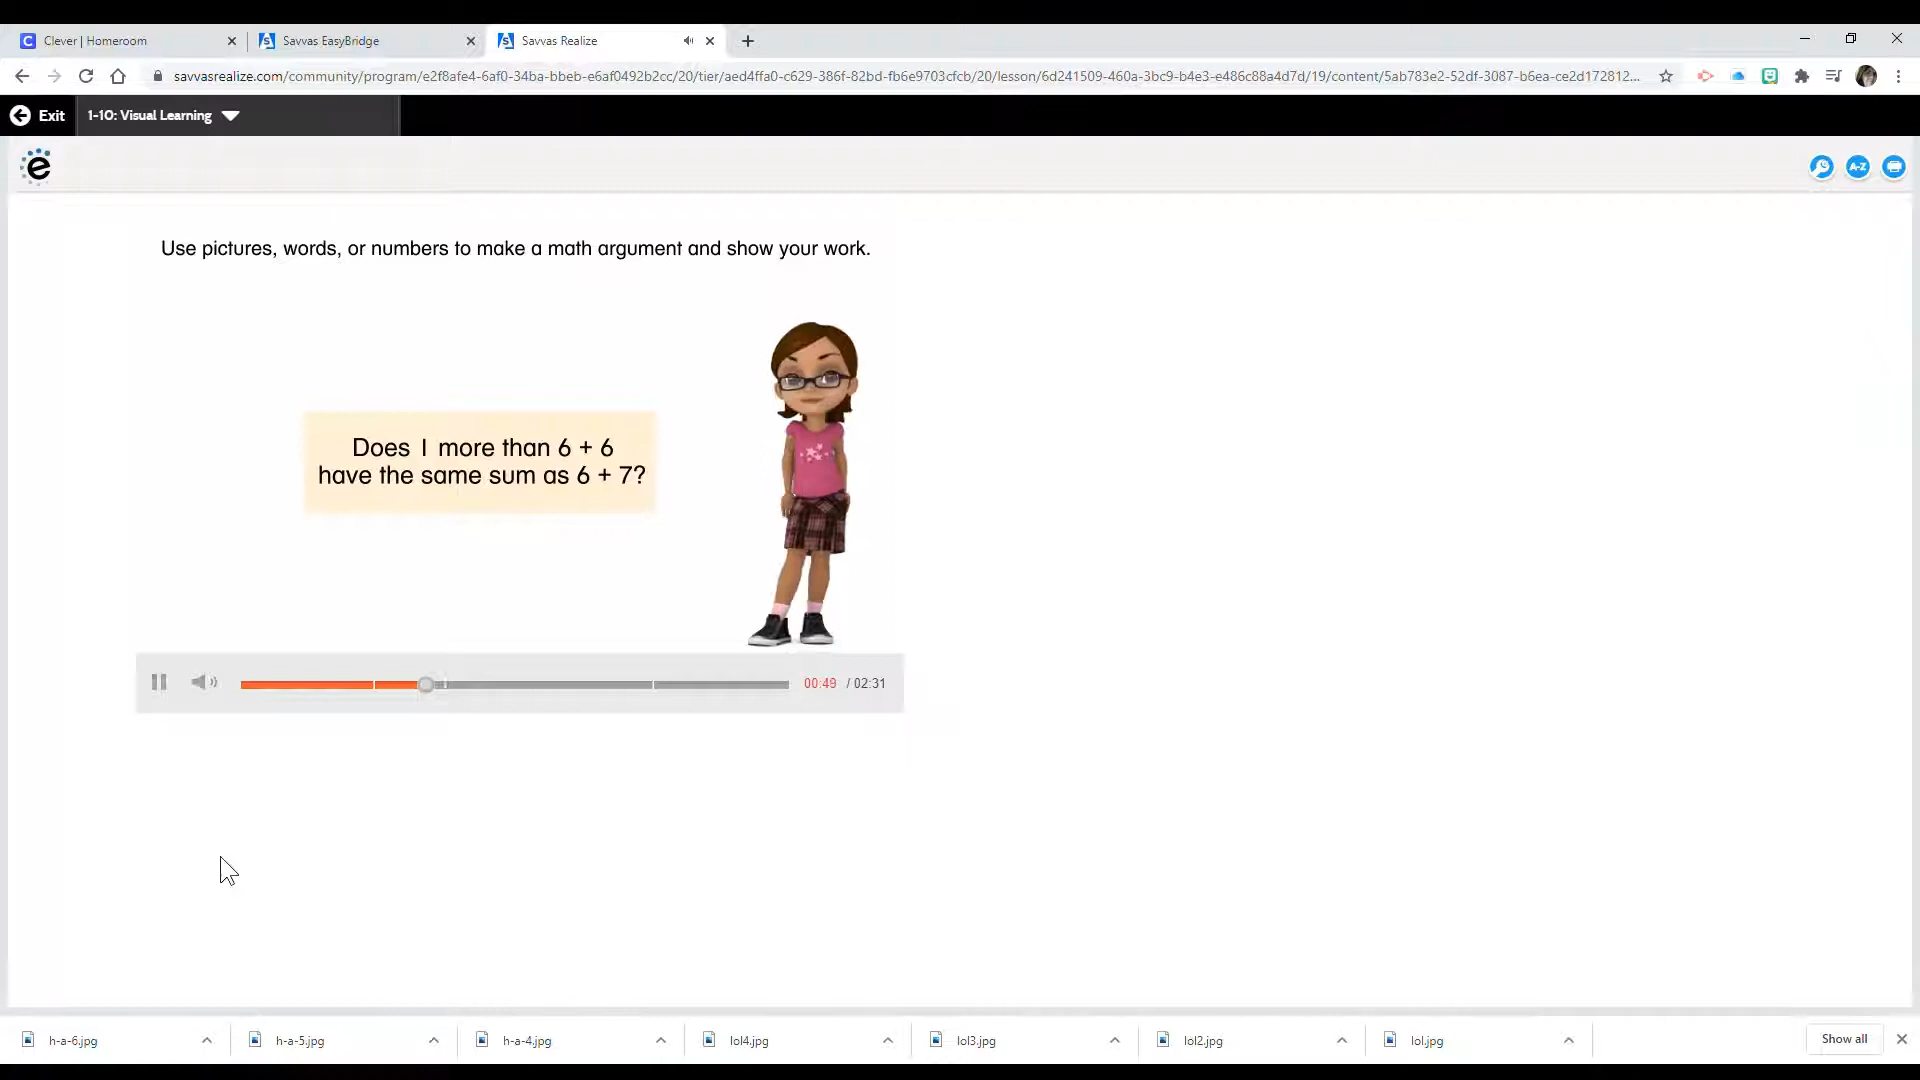 Clever | Homeroom
Savvas EasyBridge
Savvas Realize
savvasrealize.com/community/program/e2f8afe4-6af0-34ba-bbeb-e6af0492b2cc/20/tier/aed4ffa0-c629-386f-82bd-fb6e9703cfcb/20/lesson/6d241509-460a-3bc9-b4e3-e486c88a4d7d/19/content/5ab783e2-52df-3087-b6ea-ce2d172812...
Exit
1-10: Visual Learning
e
A-Z
Use pictures, words, or numbers to make a math argument and show your work.
Does 1 more than 6 + 6
have the same sum as 6 + 7?
00:49 / 02:31
h-a-6.jpg
h-a-5.jpg
h-a-4.jpg
lol4.jpg
lol3.jpg
lol2.jpg
lol.jpg
Show all